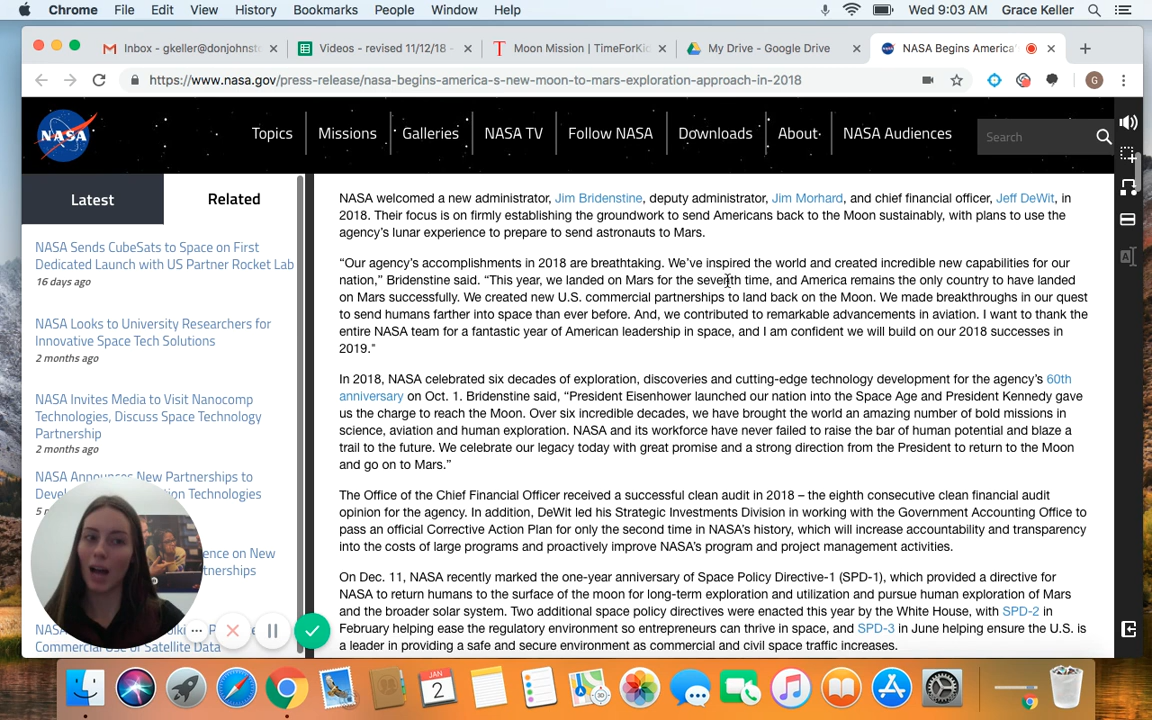 Chrome File Edit View History Bookmarks People Window Help Wed 9:03 AM Grace Keller
Inbox - gkeller@donjohnst Videos - revised 11/12/18 - Moon Mission | TimeForKi My Drive - Google Drive NASA Begins America'
https://www.nasa.gov/press-release/nasa-begins-america-s-new-moon-to-mars-exploration-approach-in-2018 G
NASA Topics Missions Galleries NASA TV Follow NASA Downloads About NASA Audiences Search
Latest Related
NASA Sends CubeSats to Space on First
Dedicated Launch with US Partner Rocket Lab
16 days ago
NASA Looks to University Researchers for
Innovative Space Tech Solutions
2 months ago
NASA Invites Media to Visit Nanocomp
Technologies, Discuss Space Technology
Partnership
2 months ago
NASA Announces New Partnerships to
Technologies
ence on New
tnerships
Commercial Use of Satellite Data
NASA welcomed a new administrator, Jim Bridenstine, deputy administrator, Jim Morhard, and chief financial officer, Jeff DeWit, in
2018. Their focus is on firmly establishing the groundwork to send Americans back to the Moon sustainably, with plans to use the
agency's lunar experience to prepare to send astronauts to Mars.
“Our agency's accomplishments in 2018 are breathtaking. We've inspired the world and created incredible new capabilities for our
nation,” Bridenstine said. “This year, we landed on Mars for the seventh time, and America remains the only country to have landed
on Mars successfully. We created new U.S. commercial partnerships to land back on the Moon. We made breakthroughs in our quest
to send humans farther into space than ever before. And, we contributed to remarkable advancements in aviation. I want to thank the
entire NASA team for a fantastic year of American leadership in space, and I am confident we will build on our 2018 successes in
2019."
In 2018, NASA celebrated six decades of exploration, discoveries and cutting-edge technology development for the agency's 60th
anniversary on Oct. 1. Bridenstine said, “President Eisenhower launched our nation into the Space Age and President Kennedy gave
us the charge to reach the Moon. Over six incredible decades, we have brought the world an amazing number of bold missions in
science, aviation and human exploration. NASA and its workforce have never failed to raise the bar of human potential and blaze a
trail to the future. We celebrate our legacy today with great promise and a strong direction from the President to return to the Moon
and go on to Mars.”
The Office of the Chief Financial Officer received a successful clean audit in 2018 – the eighth consecutive clean financial audit
opinion for the agency. In addition, DeWit led his Strategic Investments Division in working with the Government Accounting Office to
pass an official Corrective Action Plan for only the second time in NASA's history, which will increase accountability and transparency
into the costs of large programs and proactively improve NASA's program and project management activities.
On Dec. 11, NASA recently marked the one-year anniversary of Space Policy Directive-1 (SPD-1), which provided a directive for
NASA to return humans to the surface of the moon for long-term exploration and utilization and pursue human exploration of Mars
and the broader solar system. Two additional space policy directives were enacted this year by the White House, with SPD-2 in
February helping ease the regulatory environment so entrepreneurs can thrive in space, and SPD-3 in June helping ensure the U.S. is
a leader in providing a safe and secure environment as commercial and civil space traffic increases.
JAN
2